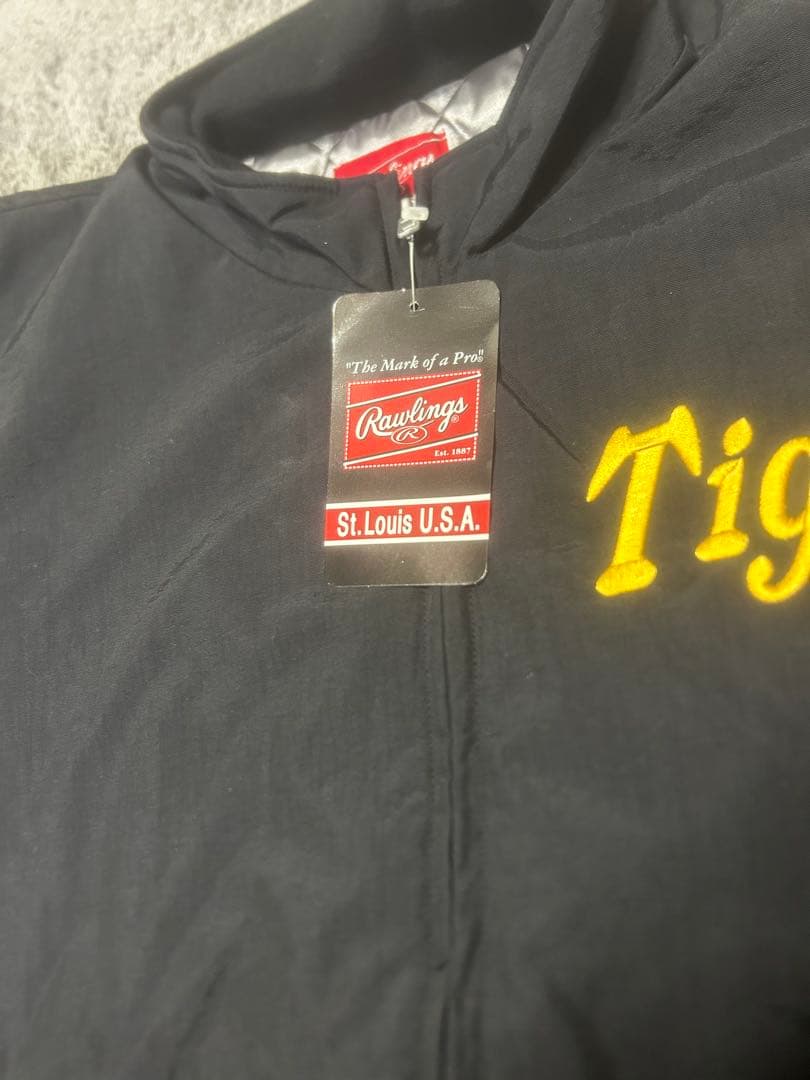 "The Mark of a Pro®"
Rawlings®
R
Est. 1887
St.Louis U.S.A.
Tig